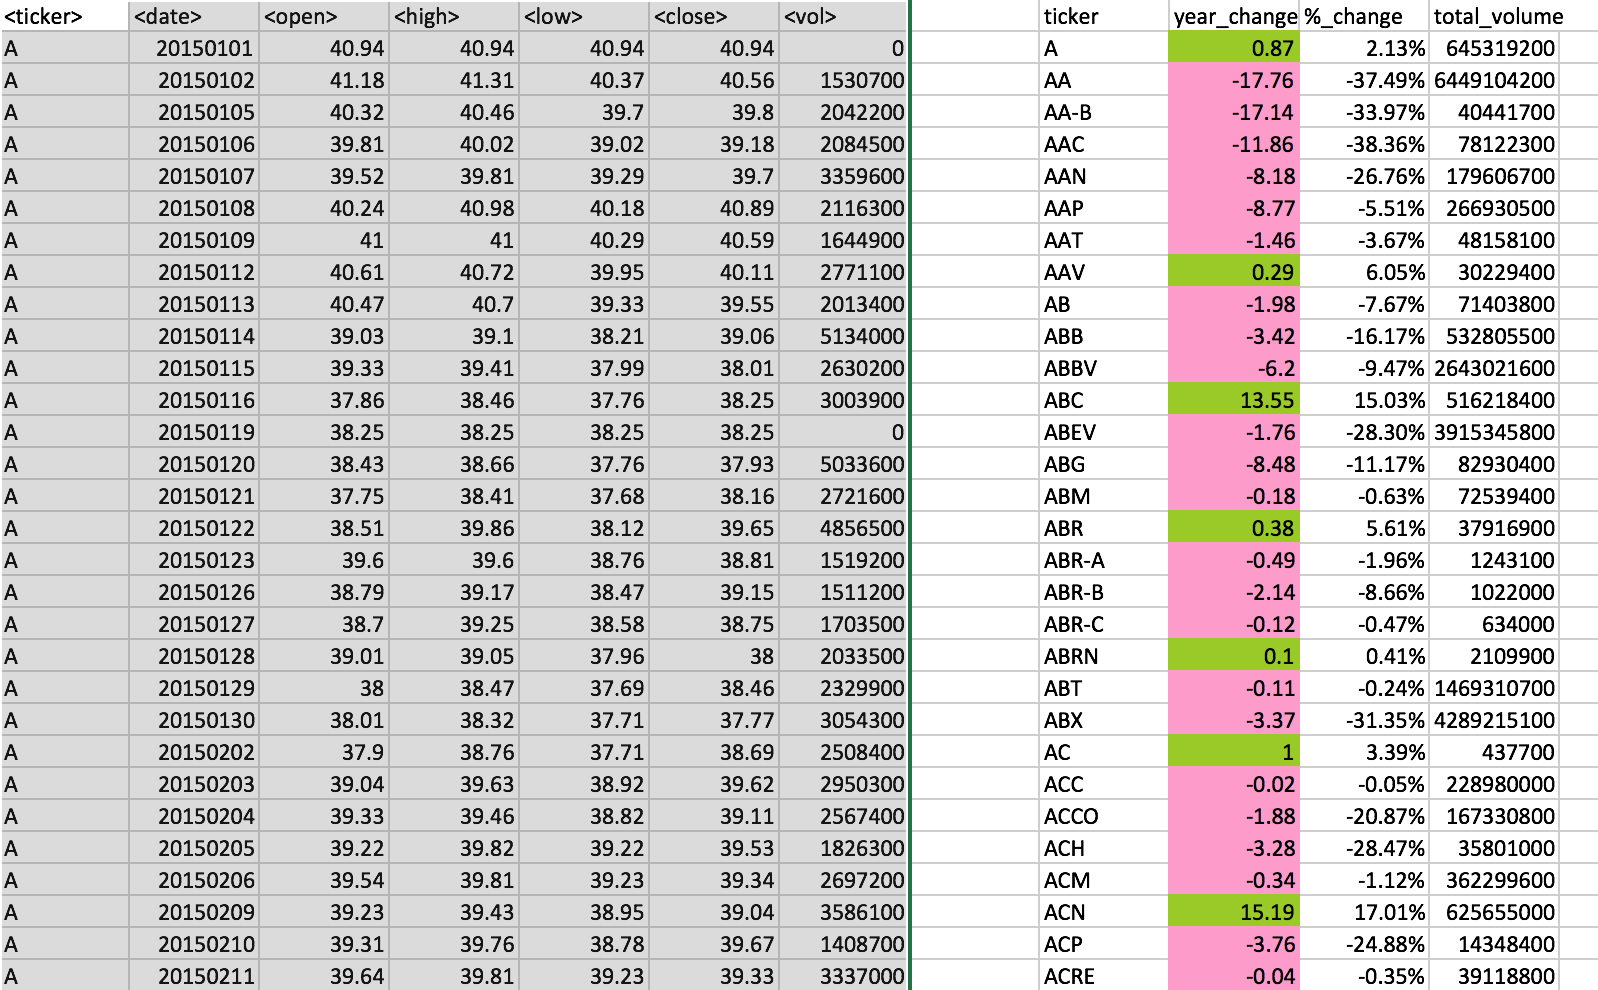 <ticker> <date> <open> <high> <low> <close> <vol> ticker year_change %_change total_volume
A 20150101 40.94 40.94 40.94 40.94 0 A 0.87 2.13% 645319200
A 20150102 41.18 41.31 40.37 40.56 1530700 AA -17.76 -37.49% 6449104200
A 20150105 40.32 40.46 39.7 39.8 2042200 AA-B -17.14 -33.97% 40441700
A 20150106 39.81 40.02 39.02 39.18 2084500 AAC -11.86 -38.36% 78122300
A 20150107 39.52 39.81 39.29 39.7 3359600 AAN -8.18 -26.76% 179606700
A 20150108 40.24 40.98 40.18 40.89 2116300 AAP -8.77 -5.51% 266930500
A 20150109 41 41 40.29 40.59 1644900 AAT -1.46 -3.67% 48158100
A 20150112 40.61 40.72 39.95 40.11 2771100 AAV 0.29 6.05% 30229400
A 20150113 40.47 40.7 39.33 39.55 2013400 AB -1.98 -7.67% 71403800
A 20150114 39.03 39.1 38.21 39.06 5134000 ABB -3.42 -16.17% 532805500
A 20150115 39.33 39.41 37.99 38.01 2630200 ABBV -6.2 -9.47% 2643021600
A 20150116 37.86 38.46 37.76 38.25 3003900 ABC 13.55 15.03% 516218400
A 20150119 38.25 38.25 38.25 38.25 0 ABEV -1.76 -28.30% 3915345800
A 20150120 38.43 38.66 37.76 37.93 5033600 ABG -8.48 -11.17% 82930400
A 20150121 37.75 38.41 37.68 38.16 2721600 ABM -0.18 -0.63% 72539400
A 20150122 38.51 39.86 38.12 39.65 4856500 ABR 0.38 5.61% 37916900
A 20150123 39.6 39.6 38.76 38.81 1519200 ABR-A -0.49 -1.96% 1243100
A 20150126 38.79 39.17 38.47 39.15 1511200 ABR-B -2.14 -8.66% 1022000
A 20150127 38.7 39.25 38.58 38.75 1703500 ABR-C -0.12 -0.47% 634000
A 20150128 39.01 39.05 37.96 38 2033500 ABRN 0.1 0.41% 2109900
A 20150129 38 38.47 37.69 38.46 2329900 ABT -0.11 -0.24% 1469310700
A 20150130 38.01 38.32 37.71 37.77 3054300 ABX -3.37 -31.35% 4289215100
A 20150202 37.9 38.76 37.71 38.69 2508400 AC 1 3.39% 437700
A 20150203 39.04 39.63 38.92 39.62 2950300 ACC -0.02 -0.05% 228980000
A 20150204 39.33 39.46 38.82 39.11 2567400 ACCO -1.88 -20.87% 167330800
A 20150205 39.22 39.82 39.22 39.53 1826300 ACH -3.28 -28.47% 35801000
A 20150206 39.54 39.81 39.23 39.34 2697200 ACM -0.34 -1.12% 362299600
A 20150209 39.23 39.43 38.95 39.04 3586100 ACN 15.19 17.01% 625655000
A 20150210 39.31 39.76 38.78 39.67 1408700 ACP -3.76 -24.88% 14348400
A 20150211 39.64 39.81 39.23 39.33 3337000 ACRE -0.04 -0.35% 39118800